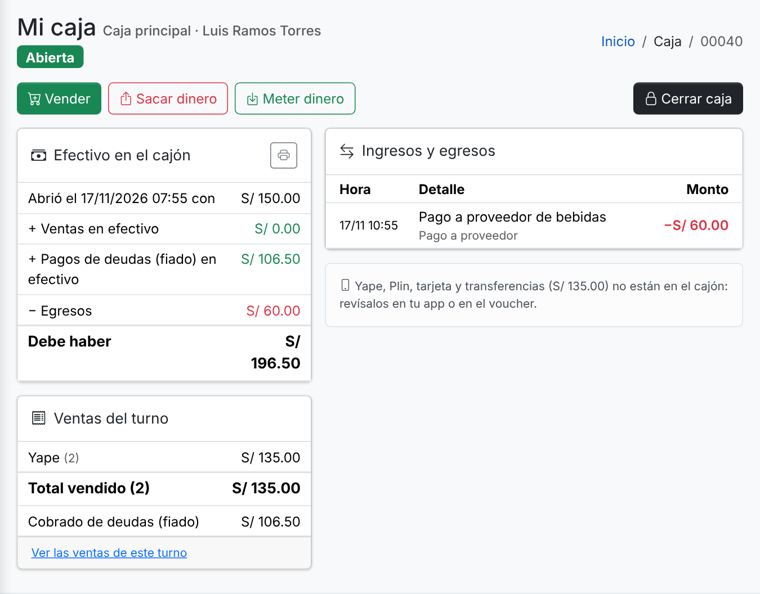 Mi caja Caja principal · Luis Ramos Torres
Abierta
Inicio / Caja / 00040
Vender
Sacar dinero
Meter dinero
Cerrar caja
Efectivo en el cajón
Abrió el 17/11/2026 07:55 con S/ 150.00
+ Ventas en efectivo S/ 0.00
+ Pagos de deudas (fiado) en S/ 106.50
efectivo
− Egresos S/ 60.00
Debe haber S/
196.50
Ventas del turno
Yape (2) S/ 135.00
Total vendido (2) S/ 135.00
Cobrado de deudas (fiado) S/ 106.50
Ver las ventas de este turno
Ingresos y egresos
Hora Detalle Monto
17/11 10:55 Pago a proveedor de bebidas −S/ 60.00
Pago a proveedor
Yape, Plin, tarjeta y transferencias (S/ 135.00) no están en el cajón:
revísalos en tu app o en el voucher.